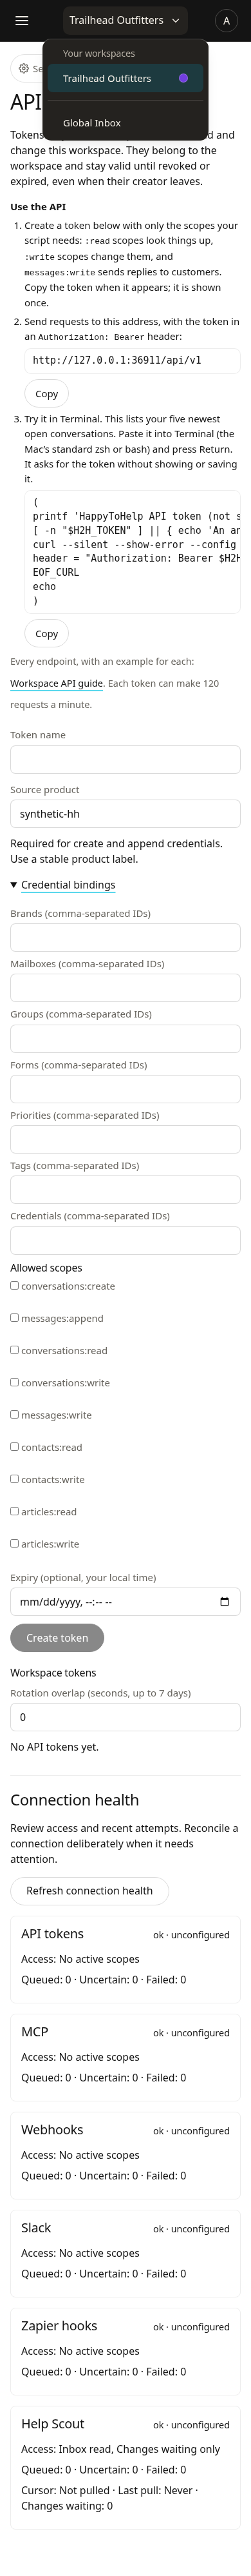 Trailhead Outfitters
A
Your workspaces
Trailhead Outfitters
Global Inbox
API
Tokens
and
change this workspace. They belong to the
workspace and stay valid until revoked or
expired, even when their creator leaves.
Use the API
1. Create a token below with only the scopes your
script needs: :read scopes look things up,
:write scopes change them, and
messages:write sends replies to customers.
Copy the token when it appears; it is shown
once.
2. Send requests to this address, with the token in
an Authorization: Bearer header:
http://127.0.0.1:36911/api/v1
Copy
3. Try it in Terminal. This lists your five newest
open conversations. Paste it into Terminal (the
Mac's standard zsh or bash) and press Return.
It asks for the token without showing or saving
it.
(
printf 'HappyToHelp API token (not s
[ -n "$H2H_TOKEN" ] || { echo 'An an
curl --silent --show-error --config
header = "Authorization: Bearer $H2H
EOF_CURL
echo
)
Copy
Every endpoint, with an example for each:
Workspace API guide. Each token can make 120
requests a minute.
Token name
Source product
synthetic-hh
Required for create and append credentials.
Use a stable product label.
▼ Credential bindings
Brands (comma-separated IDs)
Mailboxes (comma-separated IDs)
Groups (comma-separated IDs)
Forms (comma-separated IDs)
Priorities (comma-separated IDs)
Tags (comma-separated IDs)
Credentials (comma-separated IDs)
Allowed scopes
conversations:create
messages:append
conversations:read
conversations:write
messages:write
contacts:read
contacts:write
articles:read
articles:write
Expiry (optional, your local time)
mm/dd/yyyy, --:-- --
Create token
Workspace tokens
Rotation overlap (seconds, up to 7 days)
0
No API tokens yet.
Connection health
Review access and recent attempts. Reconcile a
connection deliberately when it needs
attention.
Refresh connection health
API tokens
ok · unconfigured
Access: No active scopes
Queued: 0 · Uncertain: 0 · Failed: 0
MCP
ok · unconfigured
Access: No active scopes
Queued: 0 · Uncertain: 0 · Failed: 0
Webhooks
ok · unconfigured
Access: No active scopes
Queued: 0 · Uncertain: 0 · Failed: 0
Slack
ok · unconfigured
Access: No active scopes
Queued: 0 · Uncertain: 0 · Failed: 0
Zapier hooks
ok · unconfigured
Access: No active scopes
Queued: 0 · Uncertain: 0 · Failed: 0
Help Scout
ok · unconfigured
Access: Inbox read, Changes waiting only
Queued: 0 · Uncertain: 0 · Failed: 0
Cursor: Not pulled · Last pull: Never ·
Changes waiting: 0